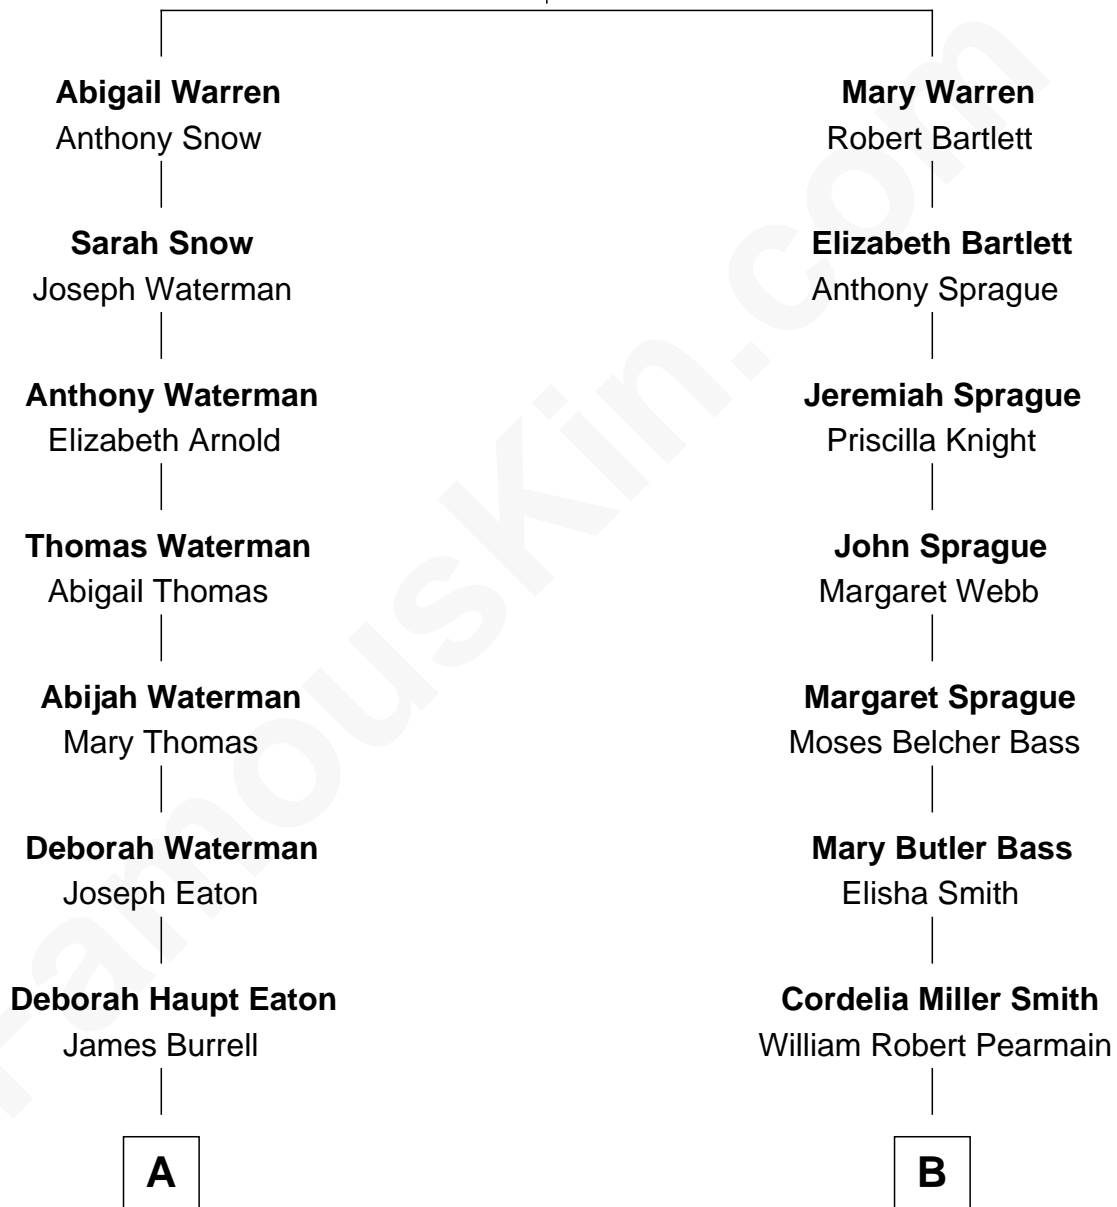 Abigail Warren
Anthony Snow
Mary Warren
Robert Bartlett
Sarah Snow
Joseph Waterman
Elizabeth Bartlett
Anthony Sprague
Anthony Waterman
Elizabeth Arnold
Jeremiah Sprague
Priscilla Knight
Thomas Waterman
Abigail Thomas
John Sprague
Margaret Webb
Abijah Waterman
Mary Thomas
Margaret Sprague
Moses Belcher Bass
Deborah Waterman
Joseph Eaton
Mary Butler Bass
Elisha Smith
Deborah Haupt Eaton
James Burrell
Cordelia Miller Smith
William Robert Pearmain
A
B
FamousKin.com